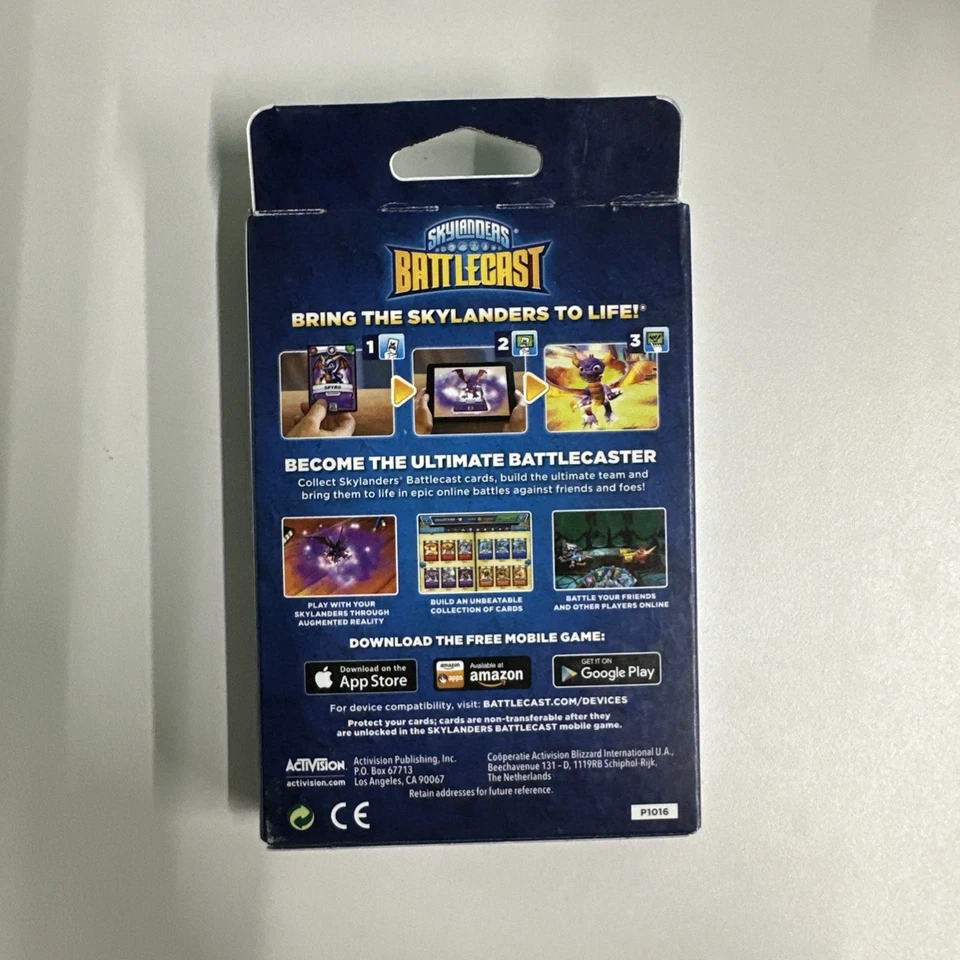 SKYLANDERS®
BATTLECAST
BRING THE SKYLANDERS TO LIFE!®
1
2
3
SPYRO
BECOME THE ULTIMATE BATTLECASTER
Collect Skylanders® Battlecast cards, build the ultimate team and
bring them to life in epic online battles against friends and foes!
PLAY WITH YOUR
SKYLANDERS THROUGH
AUGMENTED REALITY
BUILD AN UNBEATABLE
COLLECTION OF CARDS
BATTLE YOUR FRIENDS
AND OTHER PLAYERS ONLINE
DOWNLOAD THE FREE MOBILE GAME:
Download on the
App Store
amazon
apps
Available at
amazon
GET IT ON
Google Play
For device compatibility, visit: BATTLECAST.COM/DEVICES
Protect your cards; cards are non-transferable after they
are unlocked in the SKYLANDERS BATTLECAST mobile game.
ACTIVISION.
activision.com
Activision Publishing, Inc.
P.O. Box 67713
Los Angeles, CA 90067
Coöperatie Activision Blizzard International U.A.,
Beechavenue 131 - D, 1119RB Schiphol-Rijk,
The Netherlands
Retain addresses for future reference.
CE
P1016